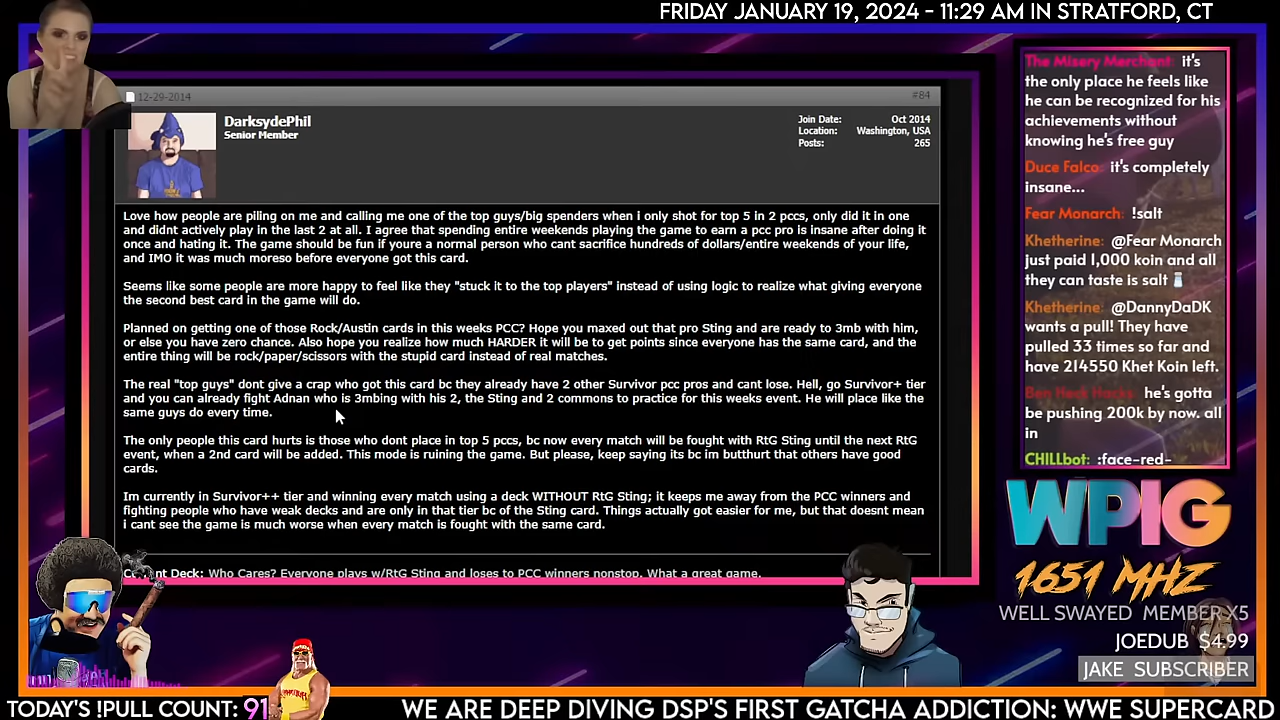 FRIDAY JANUARY 19, 2024 - 11:29 AM IN STRATFORD, CT
12-29-2014
#84
DarksydePhil
Senior Member
Join Date: Oct 2014
Location: Washington, USA
Posts: 265
Love how people are piling on me and calling me one of the top guys/big spenders when i only shot for top 5 in 2 pccs, only did it in one
and didnt actively play in the last 2 at all. I agree that spending entire weekends playing the game to earn a pcc pro is insane after doing it
once and hating it. The game should be fun if youre a normal person who cant sacrifice hundreds of dollars/entire weekends of your life,
and IMO it was much moreso before everyone got this card.
Seems like some people are more happy to feel like they "stuck it to the top players" instead of using logic to realize what giving everyone
the second best card in the game will do.
Planned on getting one of those Rock/Austin cards in this weeks PCC? Hope you maxed out that pro Sting and are ready to 3mb with him,
or else you have zero chance. Also hope you realize how much HARDER it will be to get points since everyone has the same card, and the
entire thing will be rock/paper/scissors with the stupid card instead of real matches.
The real "top guys" dont give a crap who got this card bc they already have 2 other Survivor pcc pros and cant lose. Hell, go Survivor+ tier
and you can already fight Adnan who is 3mbing with his 2, the Sting and 2 commons to practice for this weeks event. He will place like the
same guys do every time.
The only people this card hurts is those who dont place in top 5 pccs, bc now every match will be fought with RtG Sting until the next RtG
event, when a 2nd card will be added. This mode is ruining the game. But please, keep saying its bc im butthurt that others have good
cards.
Im currently in Survivor++ tier and winning every match using a deck WITHOUT RtG Sting; it keeps me away from the PCC winners and
fighting people who have weak decks and are only in that tier bc of the Sting card. Things actually got easier for me, but that doesnt mean
i cant see the game is much worse when every match is fought with the same card.
Current Deck: Who Cares? Everyone plays w/RtG Sting and loses to PCC winners nonstop. What a great game.
The Misery Merchant: it's
the only place he feels like
he can be recognized for his
achievements without
knowing he's free guy
Duce Falco: it's completely
insane...
Fear Monarch: !salt
Khetherine: @Fear Monarch
just paid 1,000 koin and all
they can taste is salt
Khetherine: @DannyDaDK
wants a pull! They have
pulled 33 times so far and
have 214550 Khet Koin left.
Ben Heck Hacks: he's gotta
be pushing 200k by now. all
in
CHILLbot: :face-red-
WPIG
1651 MHZ
WELL SWAYED MEMBER X5
JOEDUB $4.99
JAKE SUBSCRIBER
TODAY'S !PULL COUNT: 91
WE ARE DEEP DIVING DSP'S FIRST GATCHA ADDICTION: WWE SUPERCARD